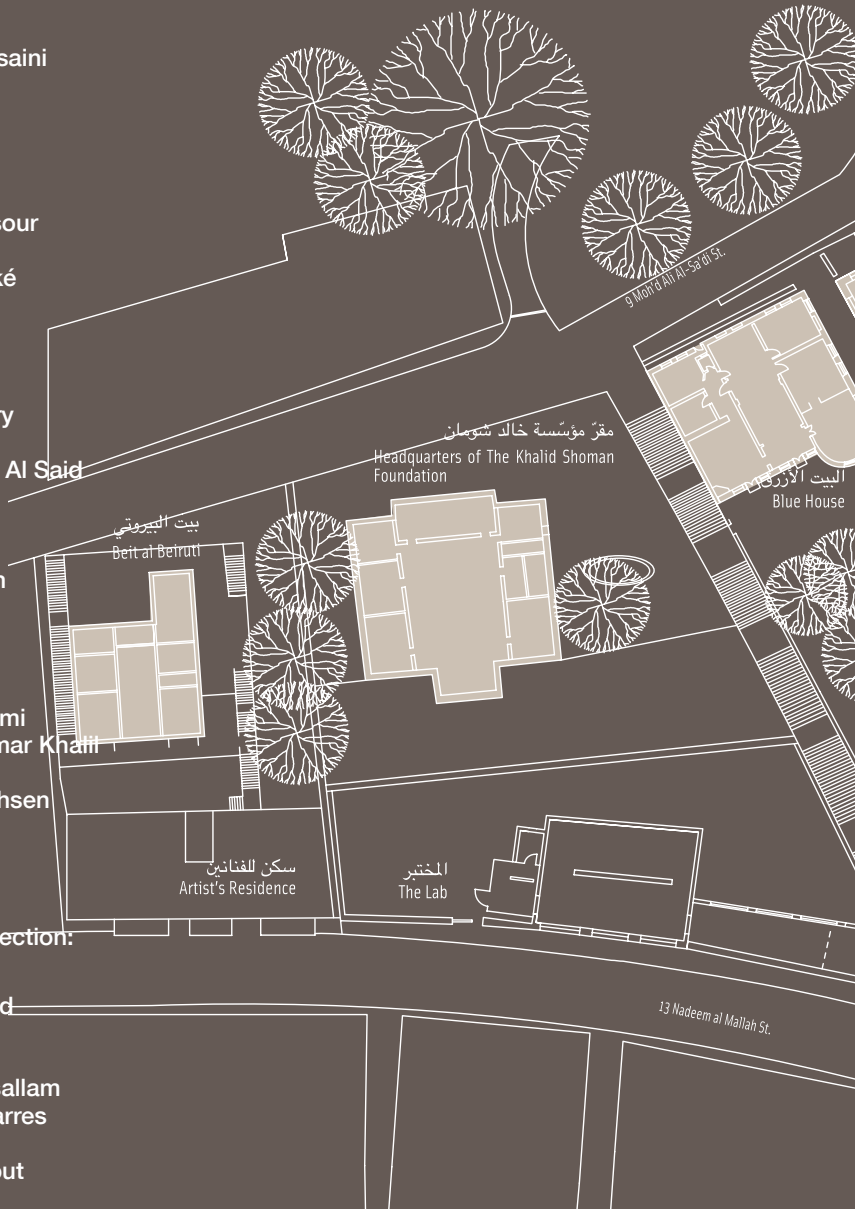 saini
sour
ké
ry
Al Said
n
mi
mar Khalil
hsen
ection:
d
sallam
arres
out
9 Moh'd Ali Al-Sa'di St.
مقرّ مؤسّسة خالد شومان
Headquarters of The Khalid Shoman
Foundation
البيت الأزرق
Blue House
بيت البيروتي
Beit al Beiruti
سكن للفنانين
Artist's Residence
المختبر
The Lab
13 Nadeem al Mallah St.